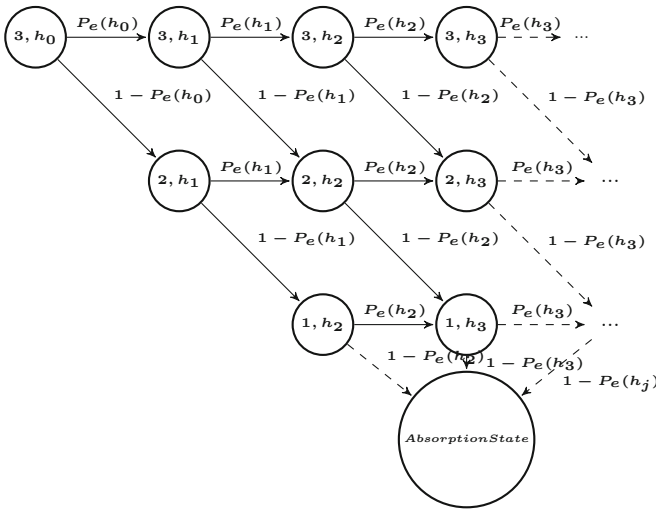 3, h₀ Pₑ(h₀) 3, h₁ Pₑ(h₁) 3, h₂ Pₑ(h₂) 3, h₃ Pₑ(h₃) ...
1 − Pₑ(h₀) 1 − Pₑ(h₁) 1 − Pₑ(h₂) 1 − Pₑ(h₃)
2, h₁ Pₑ(h₁) 2, h₂ Pₑ(h₂) 2, h₃ Pₑ(h₃) ...
1 − Pₑ(h₁) 1 − Pₑ(h₂) 1 − Pₑ(h₃)
1, h₂ Pₑ(h₂) 1, h₃ Pₑ(h₃) ...
1 − Pₑ(h₂) 1 − Pₑ(h₃)
1 − Pₑ(hⱼ)
AbsorptionState